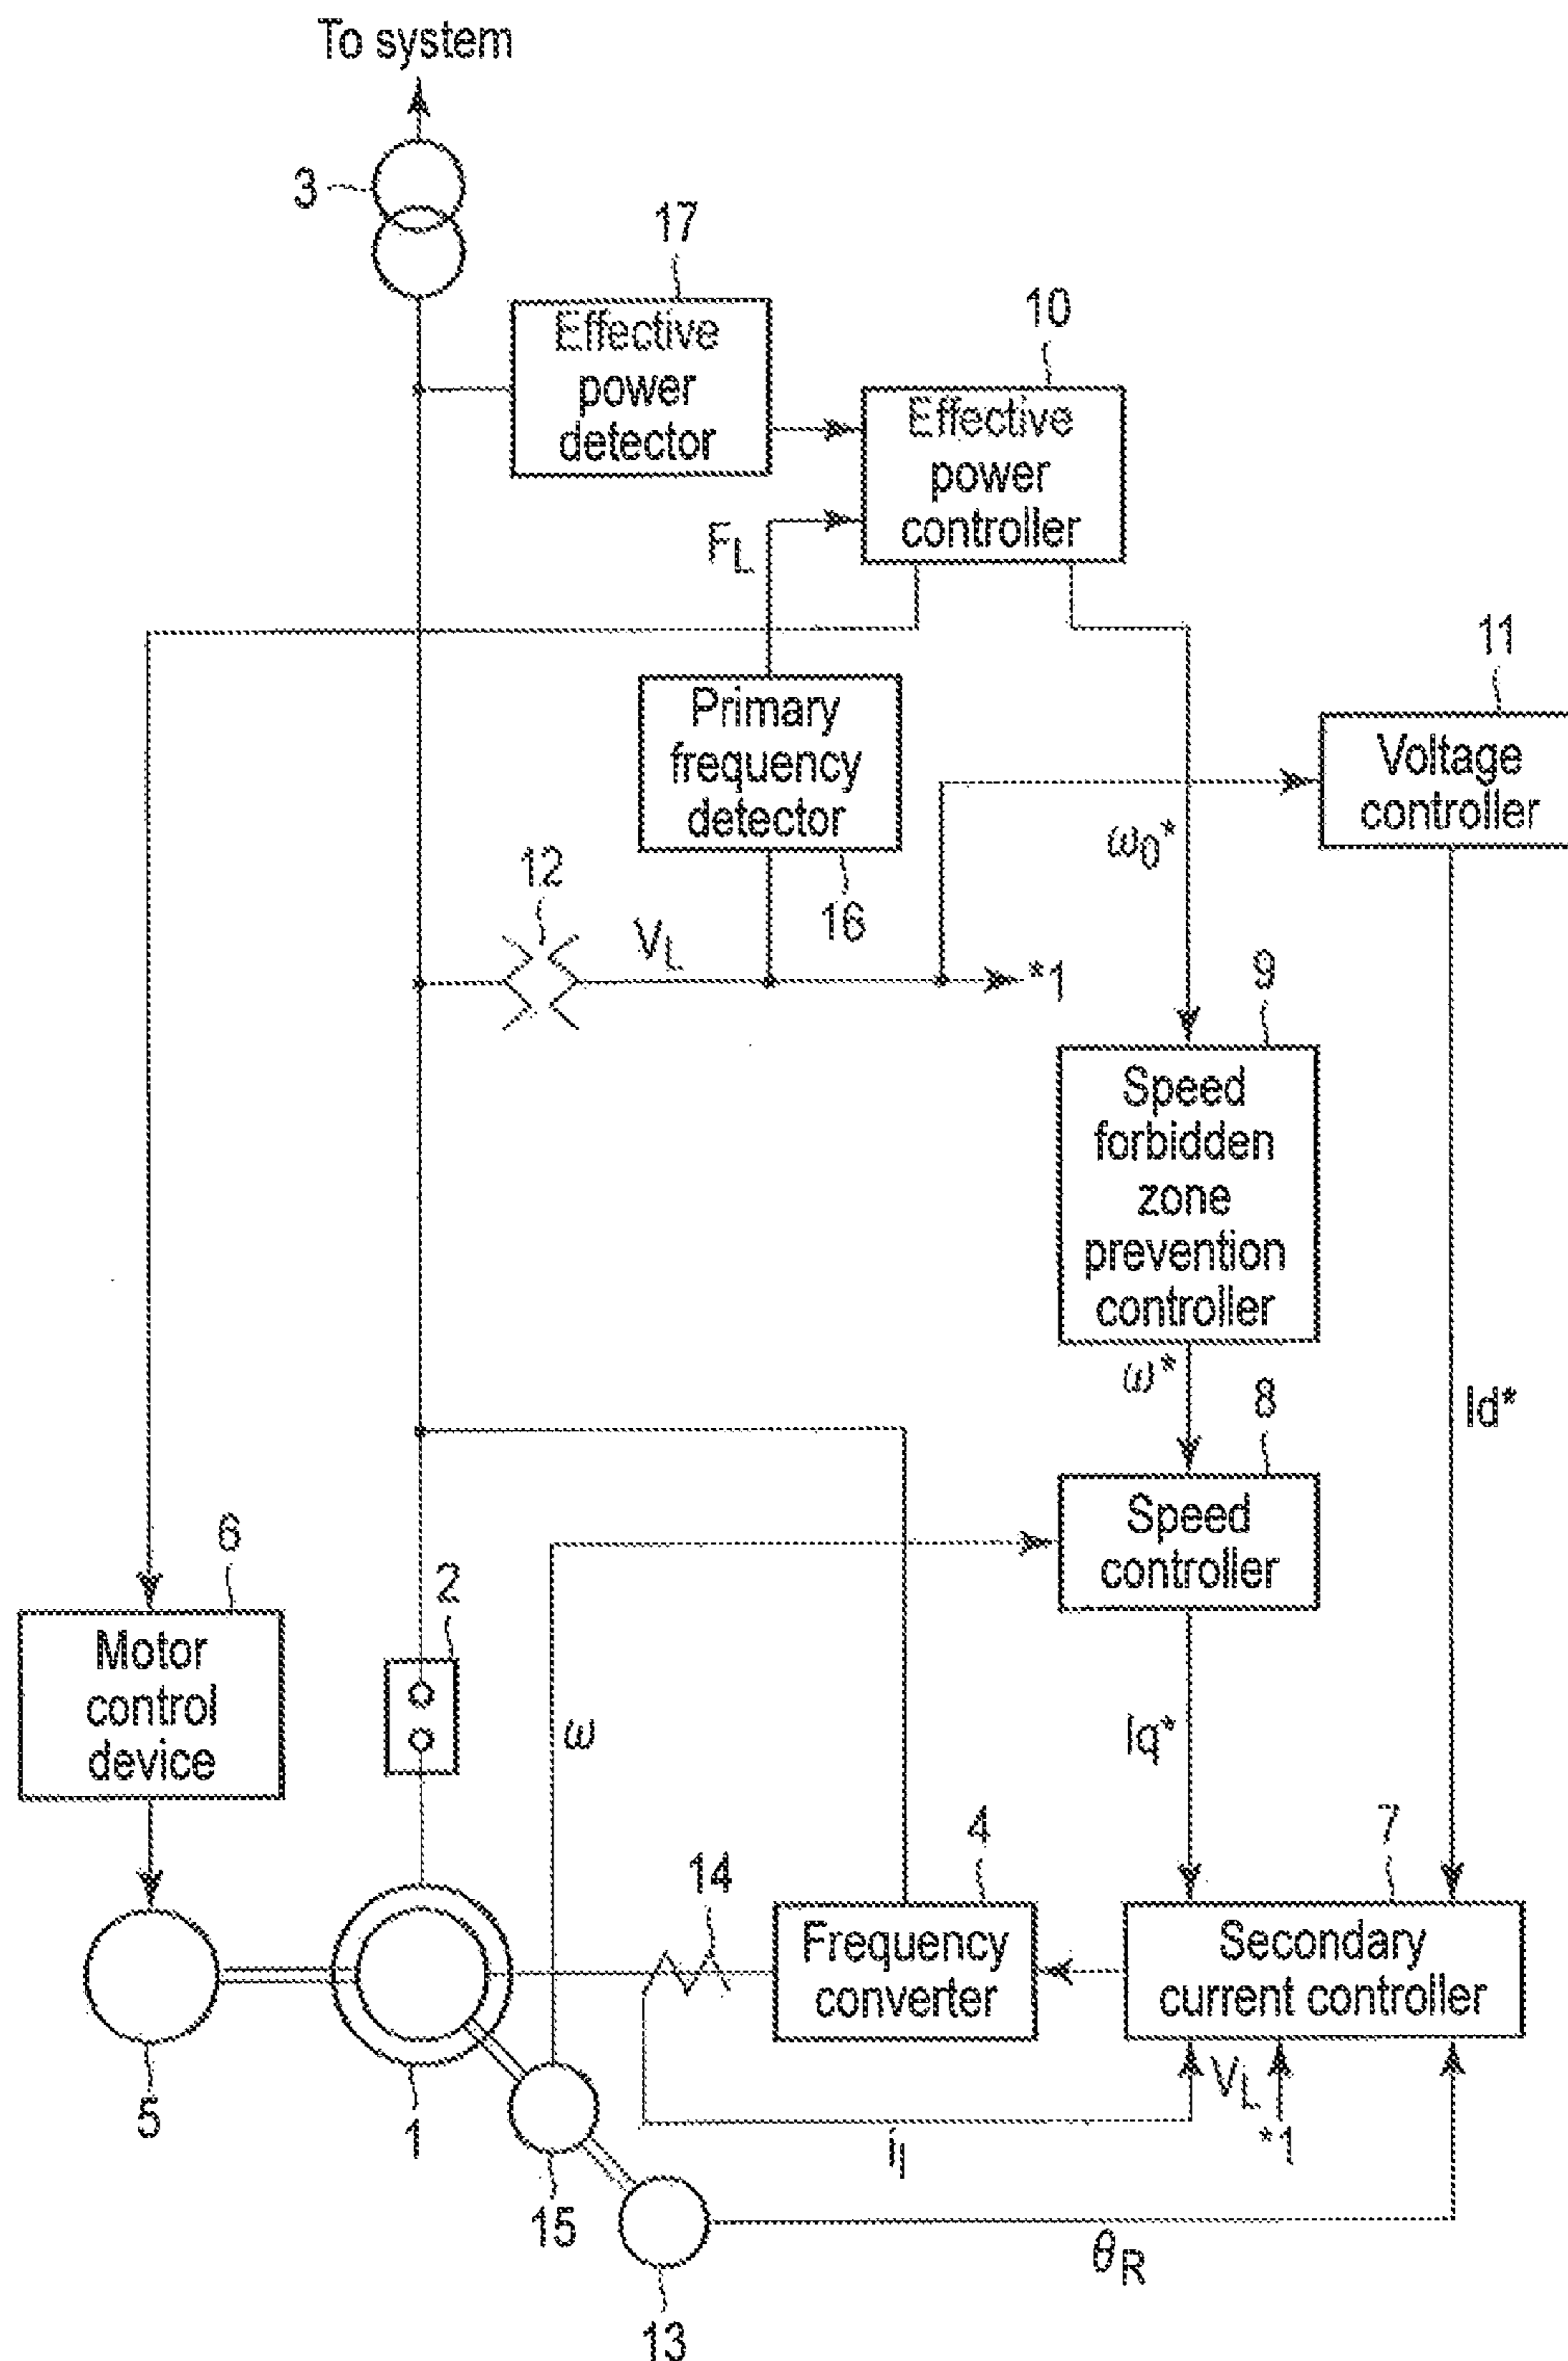 To system
3
17
Effective
power
detector
10
Effective
power
controller
FL
11
Voltage
controller
Primary
frequency
detector
16
ω0*
12
VL
*1
9
Speed
forbidden
zone
prevention
controller
ω*
Id*
8
Speed
controller
6
Motor
control
device
2
ω
Iq*
14
4
Frequency
converter
7
Secondary
current controller
5
1
iI
VL
*1
15
θR
13